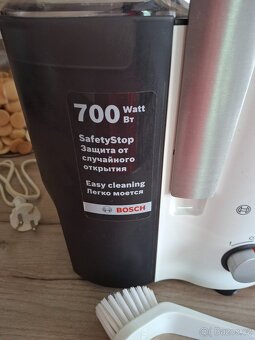 700 Watt
Вт
SafetyStop
Защита от
случайного
открытия
Easy cleaning
Легко моется
BOSCH